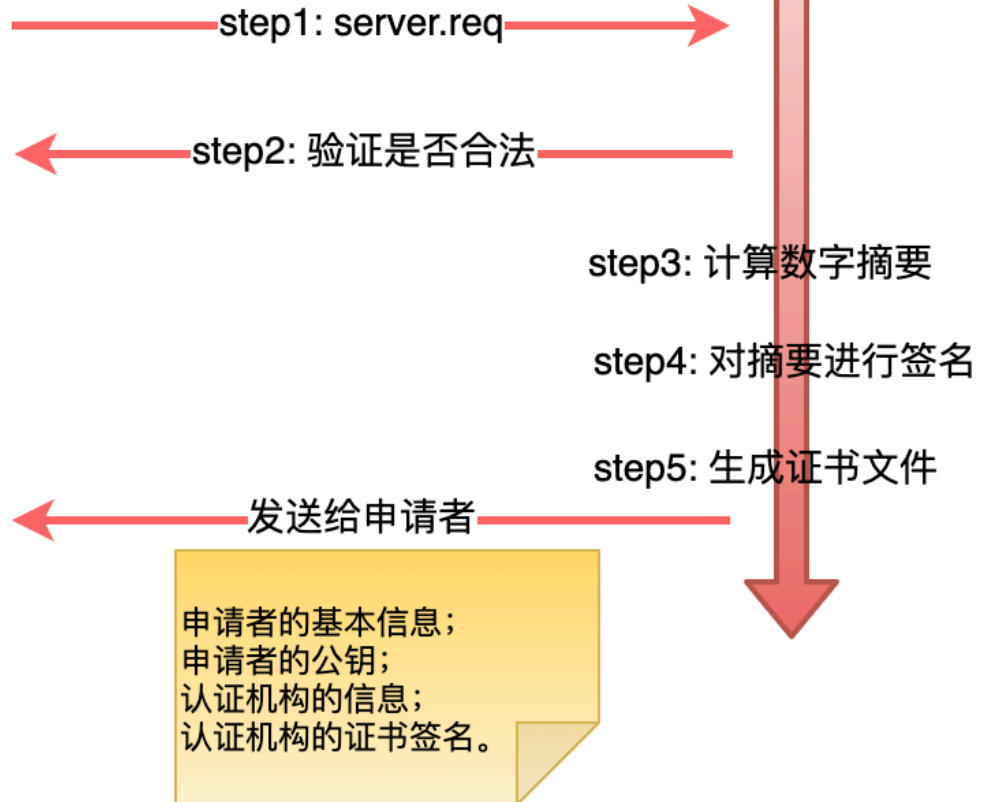 step1: server.req
step2: 验证是否合法
step3: 计算数字摘要
step4: 对摘要进行签名
step5: 生成证书文件
发送给申请者
申请者的基本信息；
申请者的公钥；
认证机构的信息；
认证机构的证书签名。